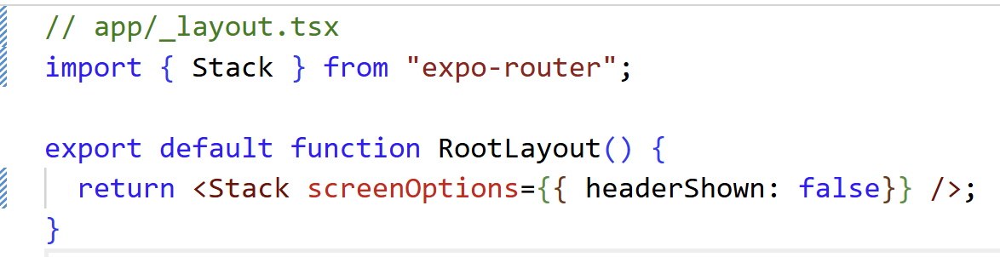 // app/_layout.tsx
import { Stack } from "expo-router";
export default function RootLayout() {
return <Stack screenOptions={{ headerShown: false}} />;
}